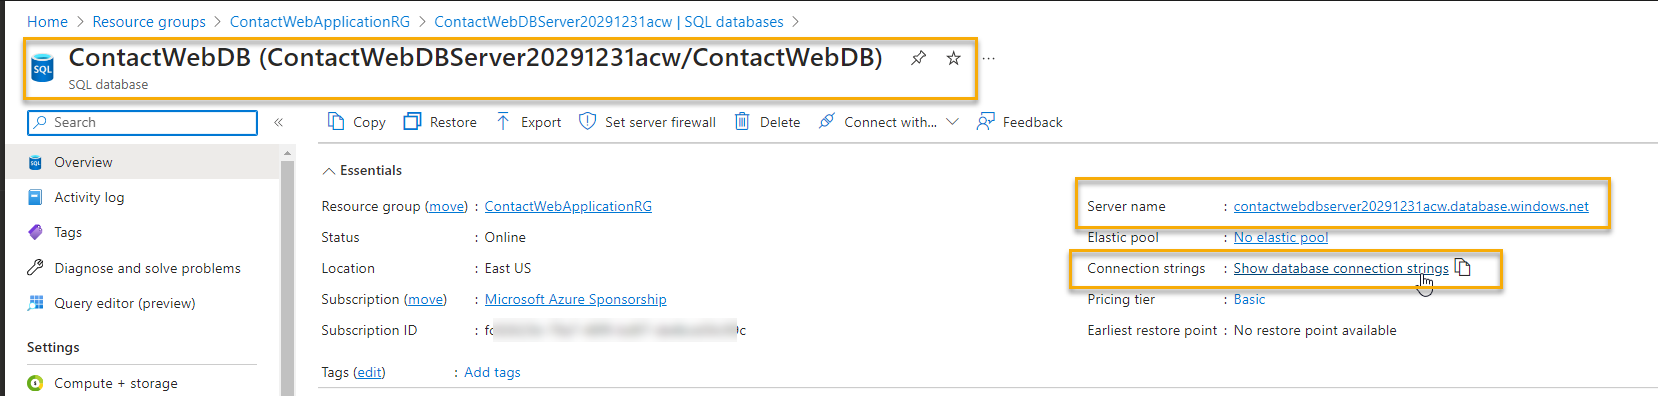 Home > Resource groups > ContactWebApplicationRG > ContactWebDBServer20291231acw | SQL databases >
ContactWebDB (ContactWebDBServer20291231acw/ContactWebDB) ...
SQL
SQL database
Search «
Copy Restore Export Set server firewall Delete Connect with... Feedback
Overview
Activity log
Tags
Diagnose and solve problems
Query editor (preview)
Settings
Compute + storage
Essentials
Resource group (move) : ContactWebApplicationRG
Status : Online
Location : East US
Subscription (move) : Microsoft Azure Sponsorship
Subscription ID :
Tags (edit) : Add tags
Server name : contactwebdbserver20291231acw.database.windows.net
Elastic pool : No elastic pool
Connection strings : Show database connection strings
Pricing tier : Basic
Earliest restore point : No restore point available